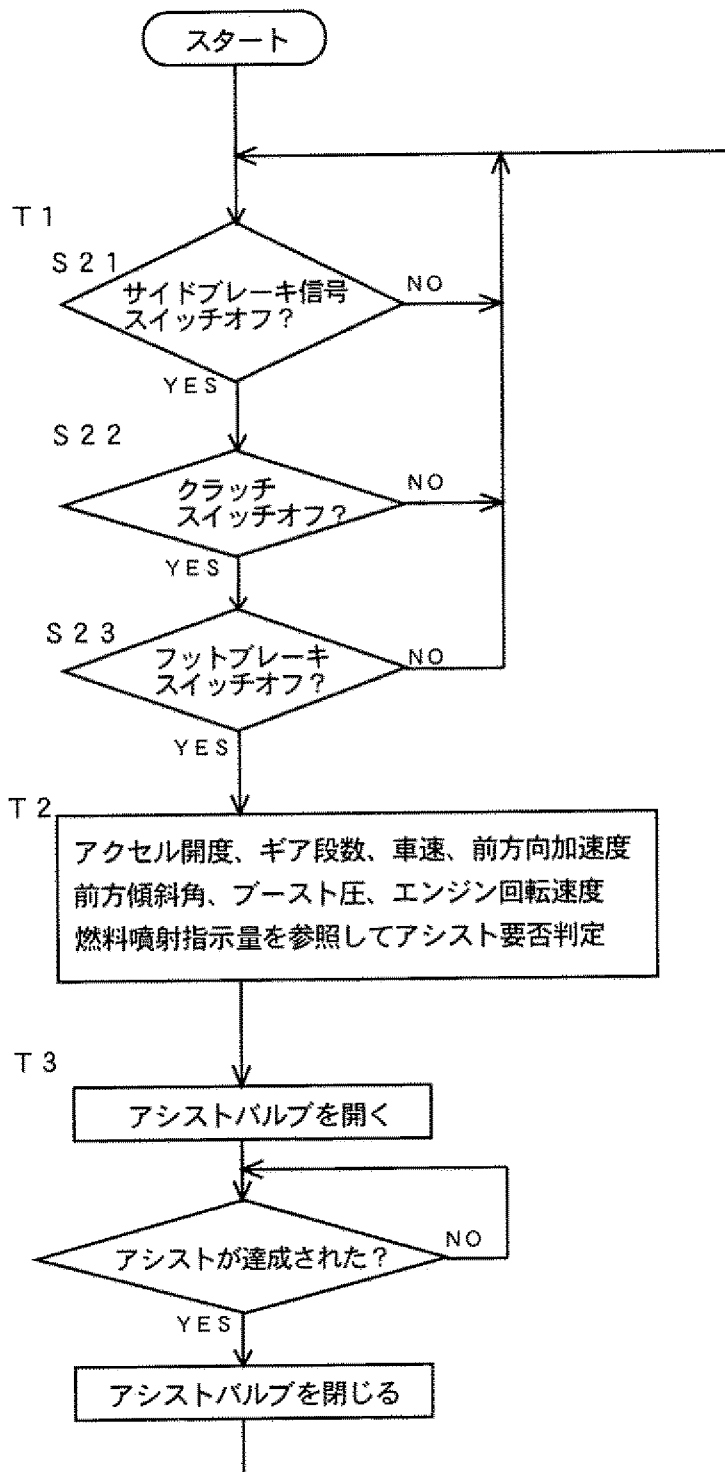 スタート
T1
S21
サイドブレーキ信号
スイッチオフ？
NO
YES
S22
クラッチ
スイッチオフ？
NO
YES
S23
フットブレーキ
スイッチオフ？
NO
YES
T2
アクセル開度、ギア段数、車速、前方向加速度
前方傾斜角、ブースト圧、エンジン回転速度
燃料噴射指示量を参照してアシスト要否判定
T3
アシストバルブを開く
アシストが達成された？
NO
YES
アシストバルブを閉じる